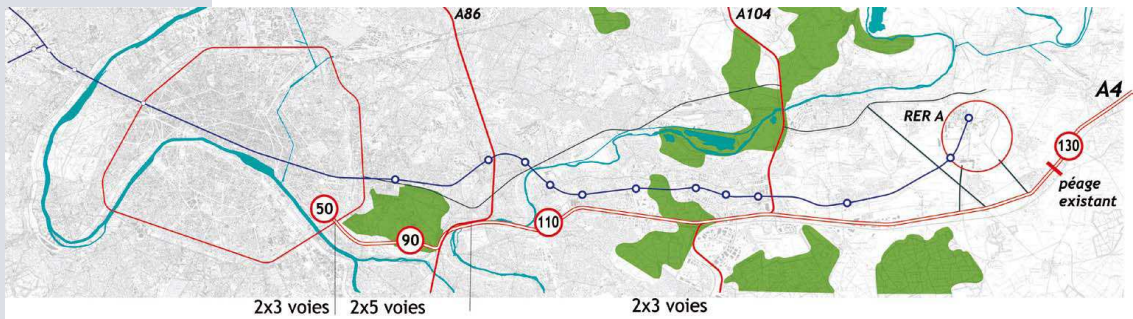 A86
A104
A4
RER A
130
péage
existant
50
90
110
2x3 voies
2x5 voies
2x3 voies